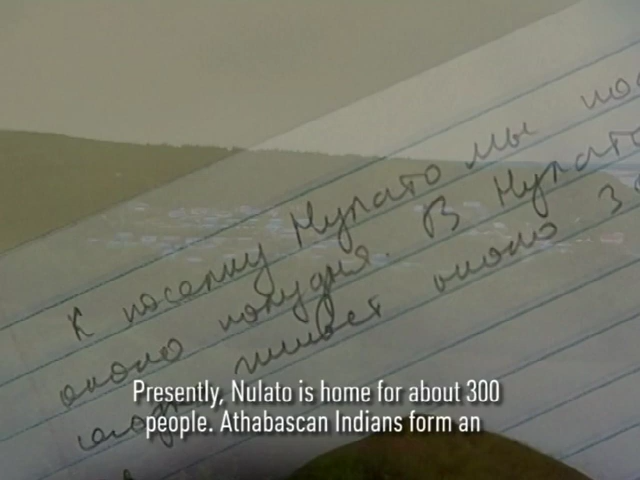 К поселку Нулато мы
около полудня. В Нулато
живет около
Presently, Nulato is home for about 300
people. Athabascan Indians form an